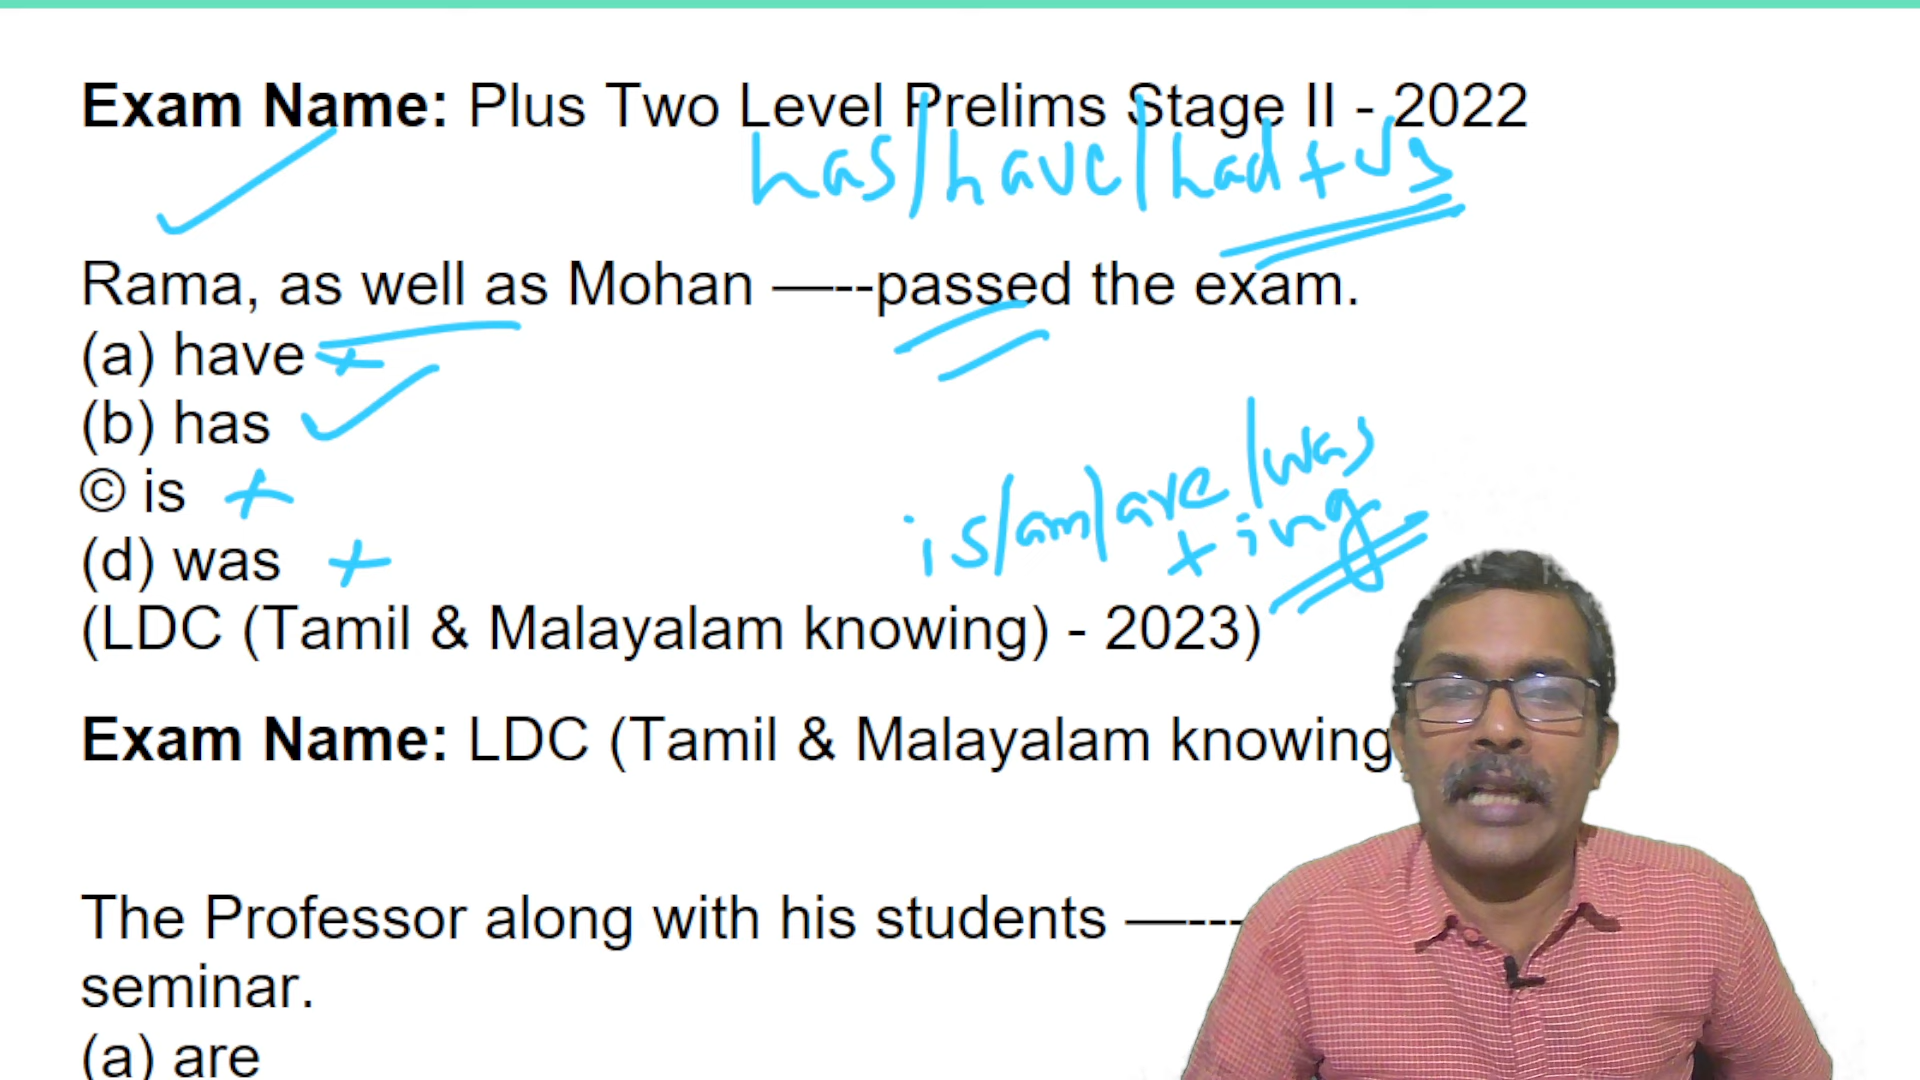 Exam Name: Plus Two Level Prelims Stage II - 2022
has/have/had + V3
Rama, as well as Mohan —--passed the exam.
(a) have +
(b) has
© is +
(d) was +
is/am/are/was
+ ing
(LDC (Tamil & Malayalam knowing) - 2023)
Exam Name: LDC (Tamil & Malayalam knowing
The Professor along with his students —---
seminar.
(a) are